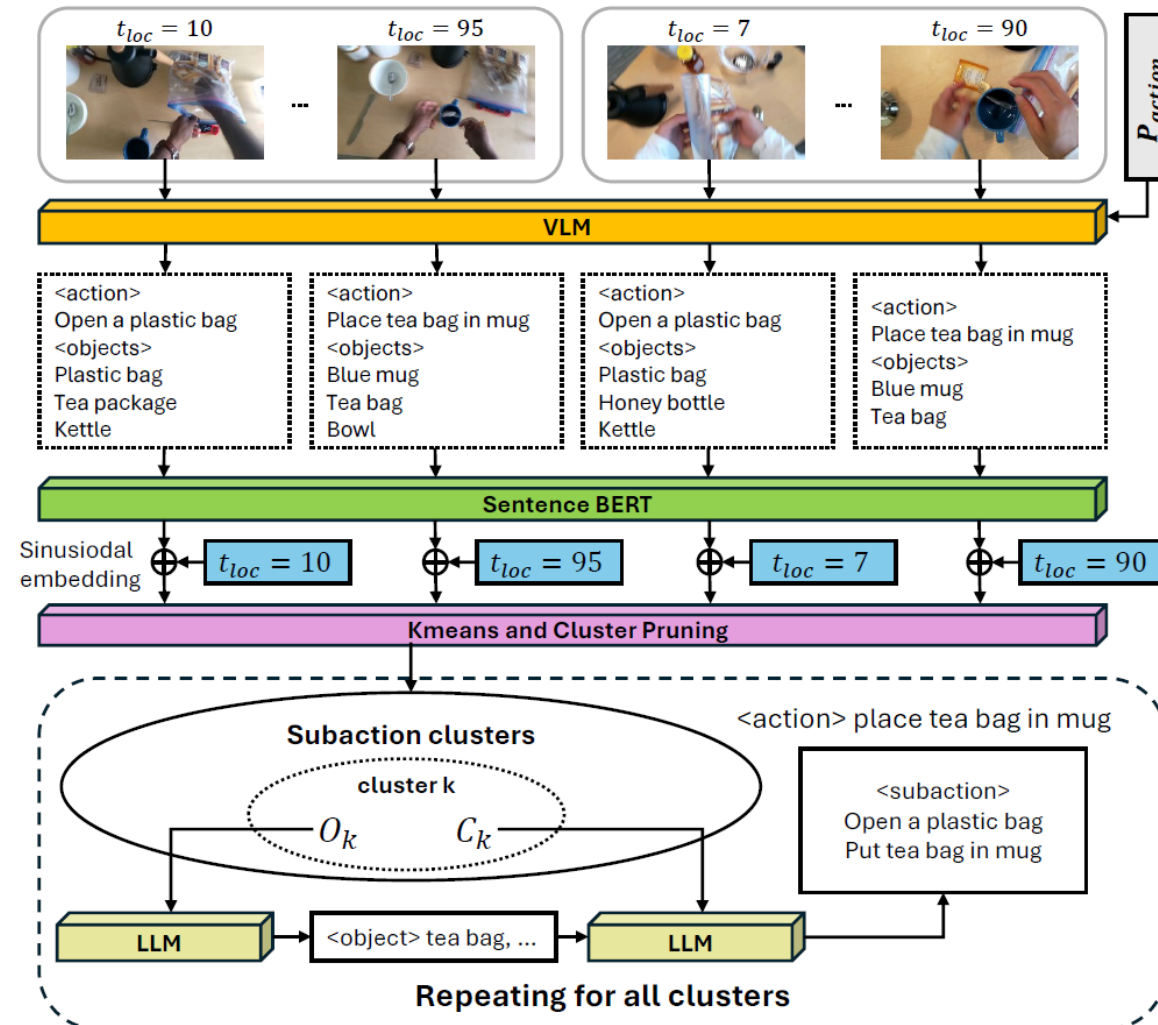 t_loc = 10
t_loc = 95
t_loc = 7
t_loc = 90
...
...
P_action
VLM
<action>
Open a plastic bag
<objects>
Plastic bag
Tea package
Kettle
<action>
Place tea bag in mug
<objects>
Blue mug
Tea bag
Bowl
<action>
Open a plastic bag
<objects>
Plastic bag
Honey bottle
Kettle
<action>
Place tea bag in mug
<objects>
Blue mug
Tea bag
Sentence BERT
Sinusiodal
embedding
t_loc = 10
t_loc = 95
t_loc = 7
t_loc = 90
Kmeans and Cluster Pruning
Subaction clusters
cluster k
O_k
C_k
<action> place tea bag in mug
<subaction>
Open a plastic bag
Put tea bag in mug
LLM
<object> tea bag, ...
LLM
Repeating for all clusters